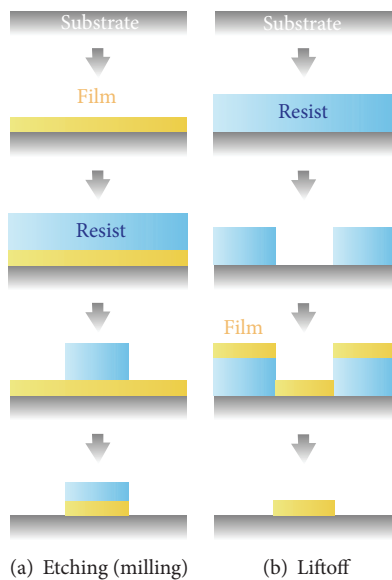 Substrate
Film
Resist
(a) Etching (milling)
Substrate
Resist
Film
(b) Liftoff